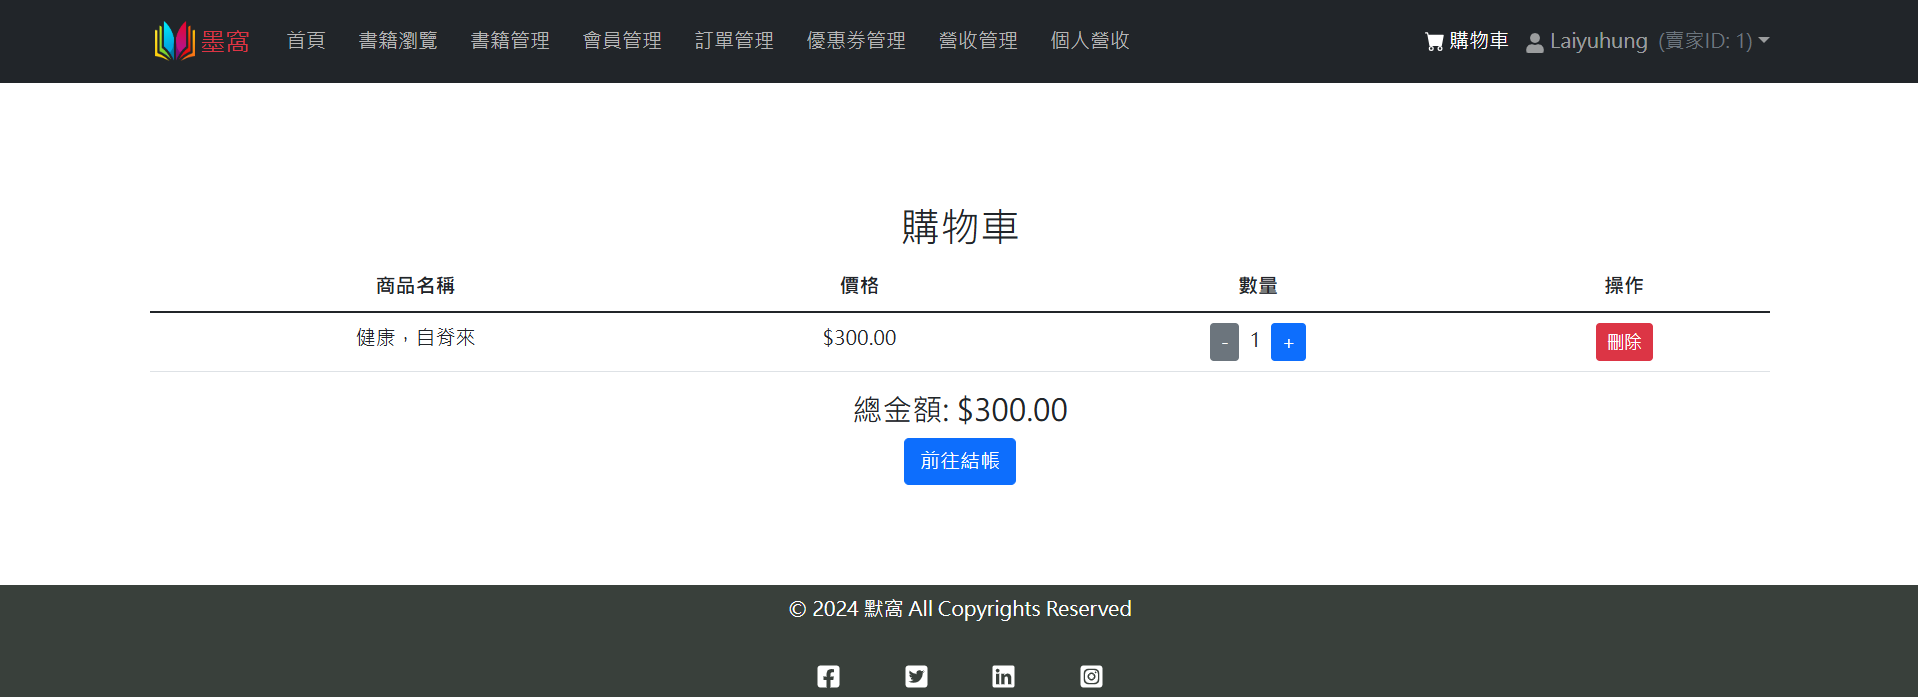 墨窩 首頁 書籍瀏覽 書籍管理 會員管理 訂單管理 優惠券管理 營收管理 個人營收 購物車 Laiyuhung (賣家ID: 1)
購物車
商品名稱 價格 數量 操作
健康，自脊來 $300.00 - 1 + 刪除
總金額: $300.00
前往結帳
© 2024 默窩 All Copyrights Reserved